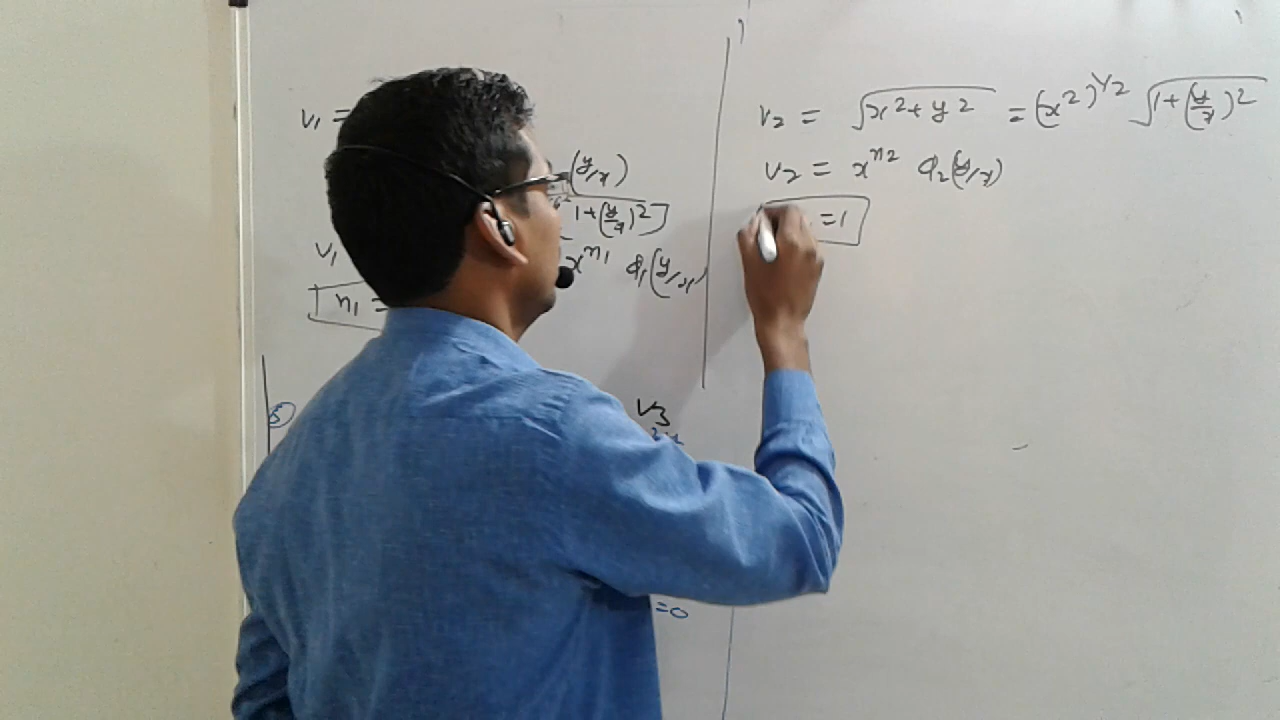 v₁ =
(y/x)
1+(y/x)²]
v₁
x^n₁ φ₁(y/x)
n₁ =
5
v₃
=0
v₂ = √x²+y² = (x²)^1/2 √1+(y/x)²
v₂ = x^n₂ φ₂(y/x)
=1